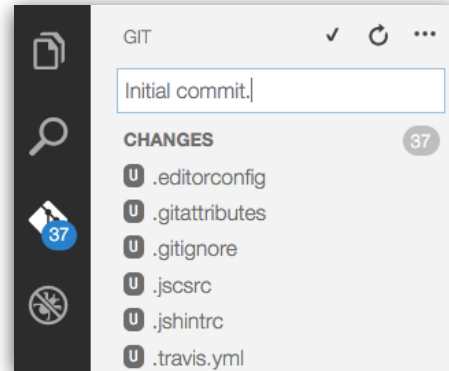 GIT
Initial commit.
CHANGES 37
U .editorconfig
U .gitattributes
37
U .gitignore
U .jscsrc
U .jshintrc
U .travis.yml